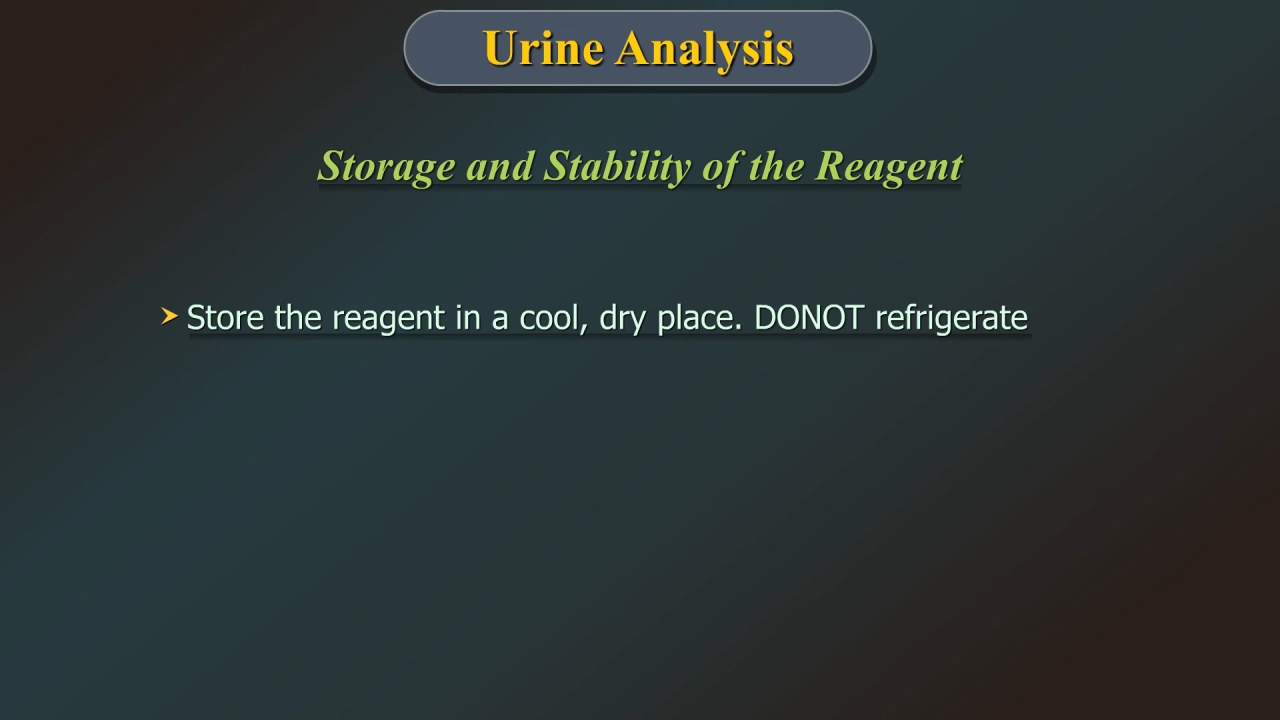 Urine Analysis
Storage and Stability of the Reagent
➤ Store the reagent in a cool, dry place. DONOT refrigerate